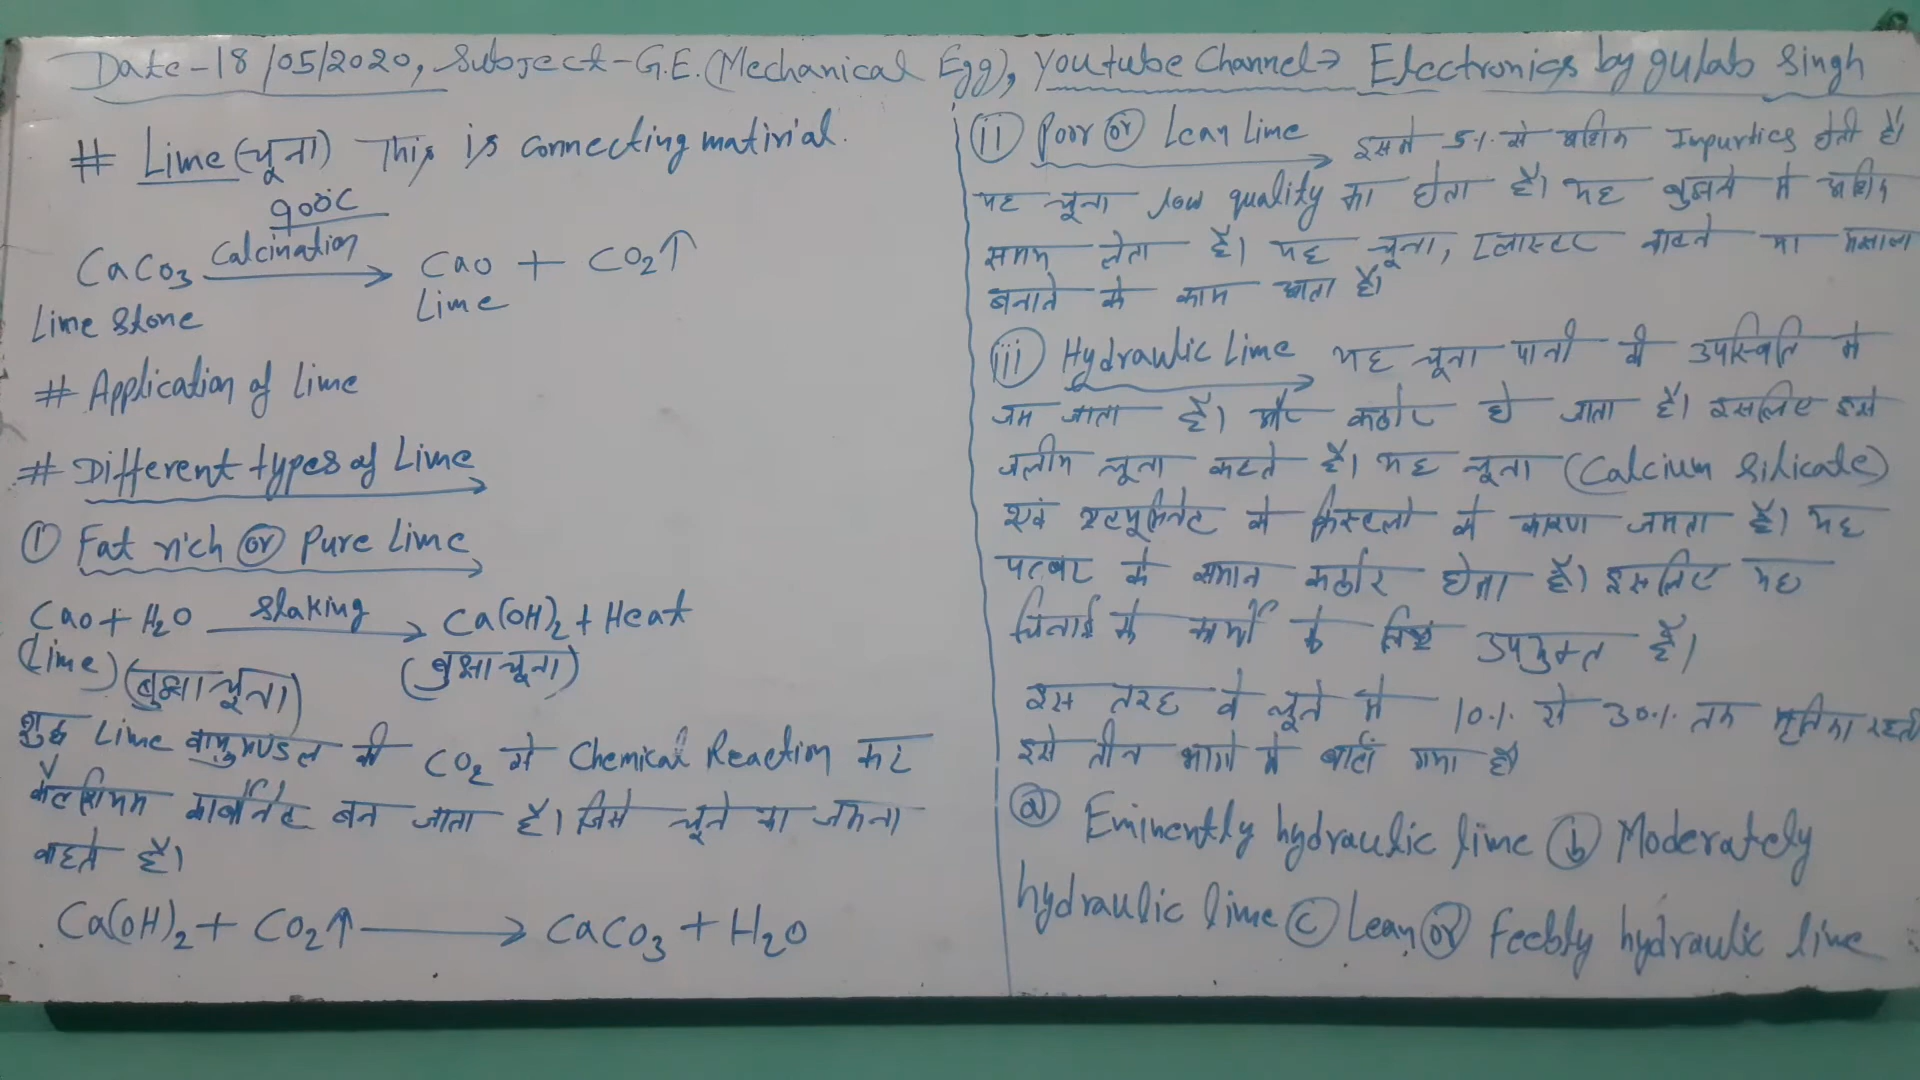 Date-18/05/2020, Subject-G.E.(Mechanical Egg), Youtube Channel→ Electronics by gulab Singh
# Lime (चूना) This is connecting matirial.
900°C
CaCO3 Calcination → CaO + CO2↑
Lime Stone Lime
# Application of Lime
# Different types of Lime
① Fat rich or Pure Lime
CaO + H2O slaking → Ca(OH)2 + Heat
(Lime) (बुझा चूना) (बुझा चूना)
शुद्ध Lime वायुमण्डल की CO2 से Chemical Reaction कर
कैल्शियम कार्बोनेट बन जाता है। जिसे चूने का जमना
कहते है।
Ca(OH)2 + CO2↑ → CaCO3 + H2O
(ii) Poor or Lean Lime इसमे 5% से अधिक Impurtics होती है।
यह चूना low quality का होता है। यह बुझने मे अधिक
समय लेता है। यह चूना, प्लास्टर काटने या मसाला
बनाने के काम आता है।
(iii) Hydraulic Lime यह चूना पानी की उपस्थिति मे
जम जाता है। और कठोर हो जाता है। इसलिए इसे
जलीय चूना कहते है। यह चूना (Calcium Silicate)
एवं एल्युमिनेट के क्रिस्टलो के कारण जमता है। यह
पत्थर के समान कठोर होता है। इसलिए यह
चिनाई के कार्यो के लिए उपयुक्त है।
इस तरह के चूने मे 10% से 30% तक मृतिका रहती
इसे तीन भागो मे बाटाँ गया है।
(a) Eminently hydraulic lime (b) Moderately
hydraulic lime (c) Lean or Feebly hydraulic lime